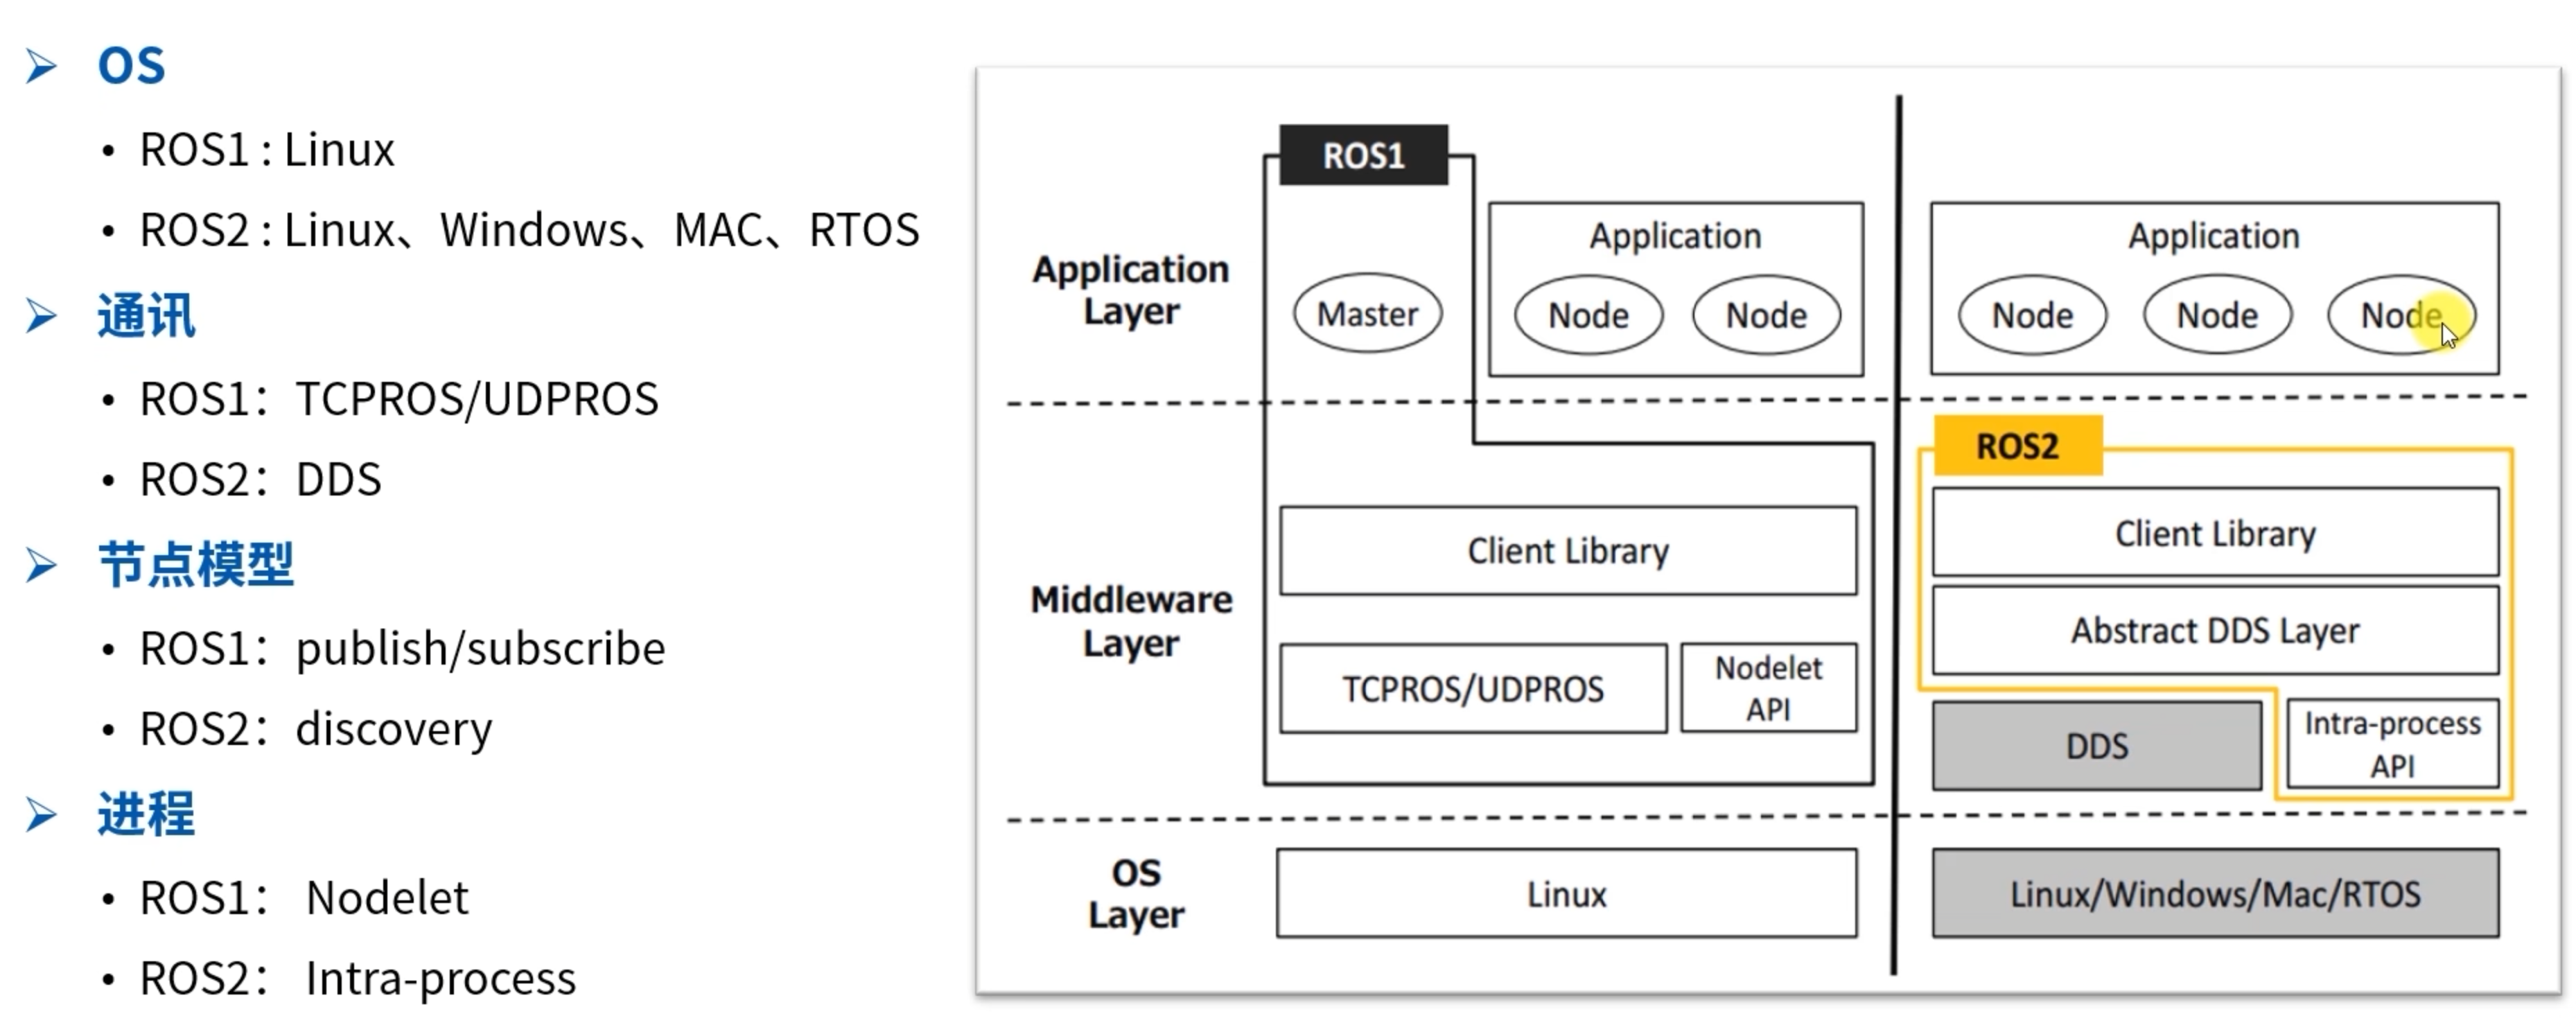 OS
• ROS1 : Linux
• ROS2 : Linux、Windows、MAC、RTOS
通讯
• ROS1：TCPROS/UDPROS
• ROS2：DDS
节点模型
• ROS1：publish/subscribe
• ROS2：discovery
进程
• ROS1： Nodelet
• ROS2： Intra-process
ROS1
Application
Layer
Master
Application
Node
Node
Application
Node
Node
Node
Middleware
Layer
Client Library
TCPROS/UDPROS
Nodelet
API
ROS2
Client Library
Abstract DDS Layer
DDS
Intra-process
API
OS
Layer
Linux
Linux/Windows/Mac/RTOS